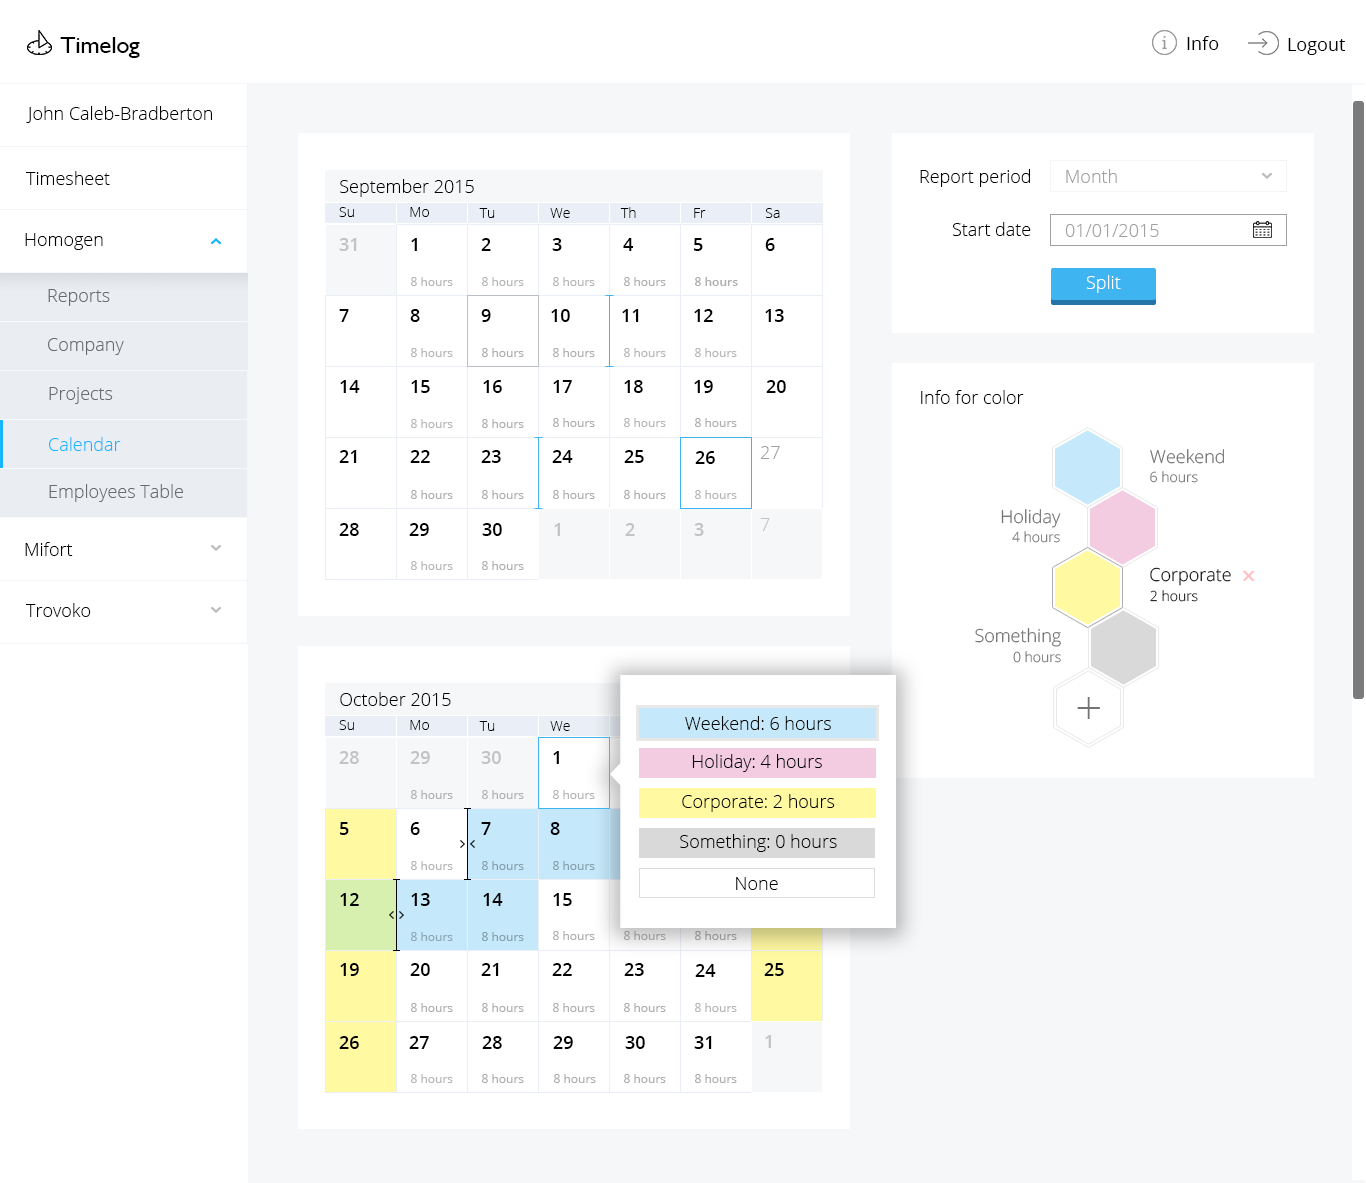 Timelog
Info
Logout
John Caleb-Bradberton
Timesheet
Homogen
Reports
Company
Projects
Calendar
Employees Table
Mifort
Trovoko
September 2015
Su Mo Tu We Th Fr Sa
31 1 2 3 4 5 6
8 hours 8 hours 8 hours 8 hours 8 hours
7 8 9 10 11 12 13
8 hours 8 hours 8 hours 8 hours 8 hours
14 15 16 17 18 19 20
8 hours 8 hours 8 hours 8 hours 8 hours
21 22 23 24 25 26 27
8 hours 8 hours 8 hours 8 hours 8 hours
28 29 30 1 2 3 7
8 hours 8 hours
October 2015
Su Mo Tu We
28 29 30 1
8 hours 8 hours 8 hours
5 6 7 8
8 hours 8 hours 8 hours
12 13 14 15
8 hours 8 hours 8 hours 8 hours 8 hours
19 20 21 22 23 24 25
8 hours 8 hours 8 hours 8 hours 8 hours
26 27 28 29 30 31 1
8 hours 8 hours 8 hours 8 hours 8 hours
Weekend: 6 hours
Holiday: 4 hours
Corporate: 2 hours
Something: 0 hours
None
Report period
Month
Start date
01/01/2015
Split
Info for color
Weekend
6 hours
Holiday
4 hours
Corporate
2 hours
Something
0 hours